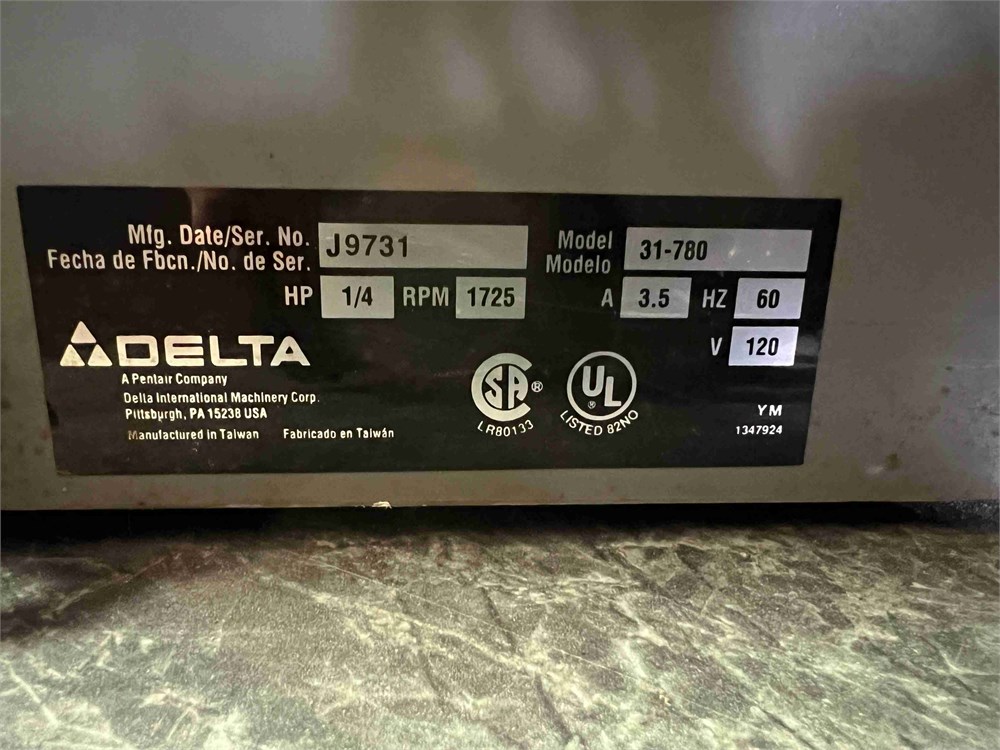 Mfg. Date/Ser. No. J9731 Model 31-780
Fecha de Fbcn./No. de Ser. Modelo
HP 1/4 RPM 1725 A 3.5 HZ 60
V 120
DELTA
A Pentair Company
Delta International Machinery Corp.
Pittsburgh, PA 15238 USA
Manufactured in Taiwan Fabricado en Taiwán
SA ®
LR80133
UL ®
LISTED 82NO
YM
1347924